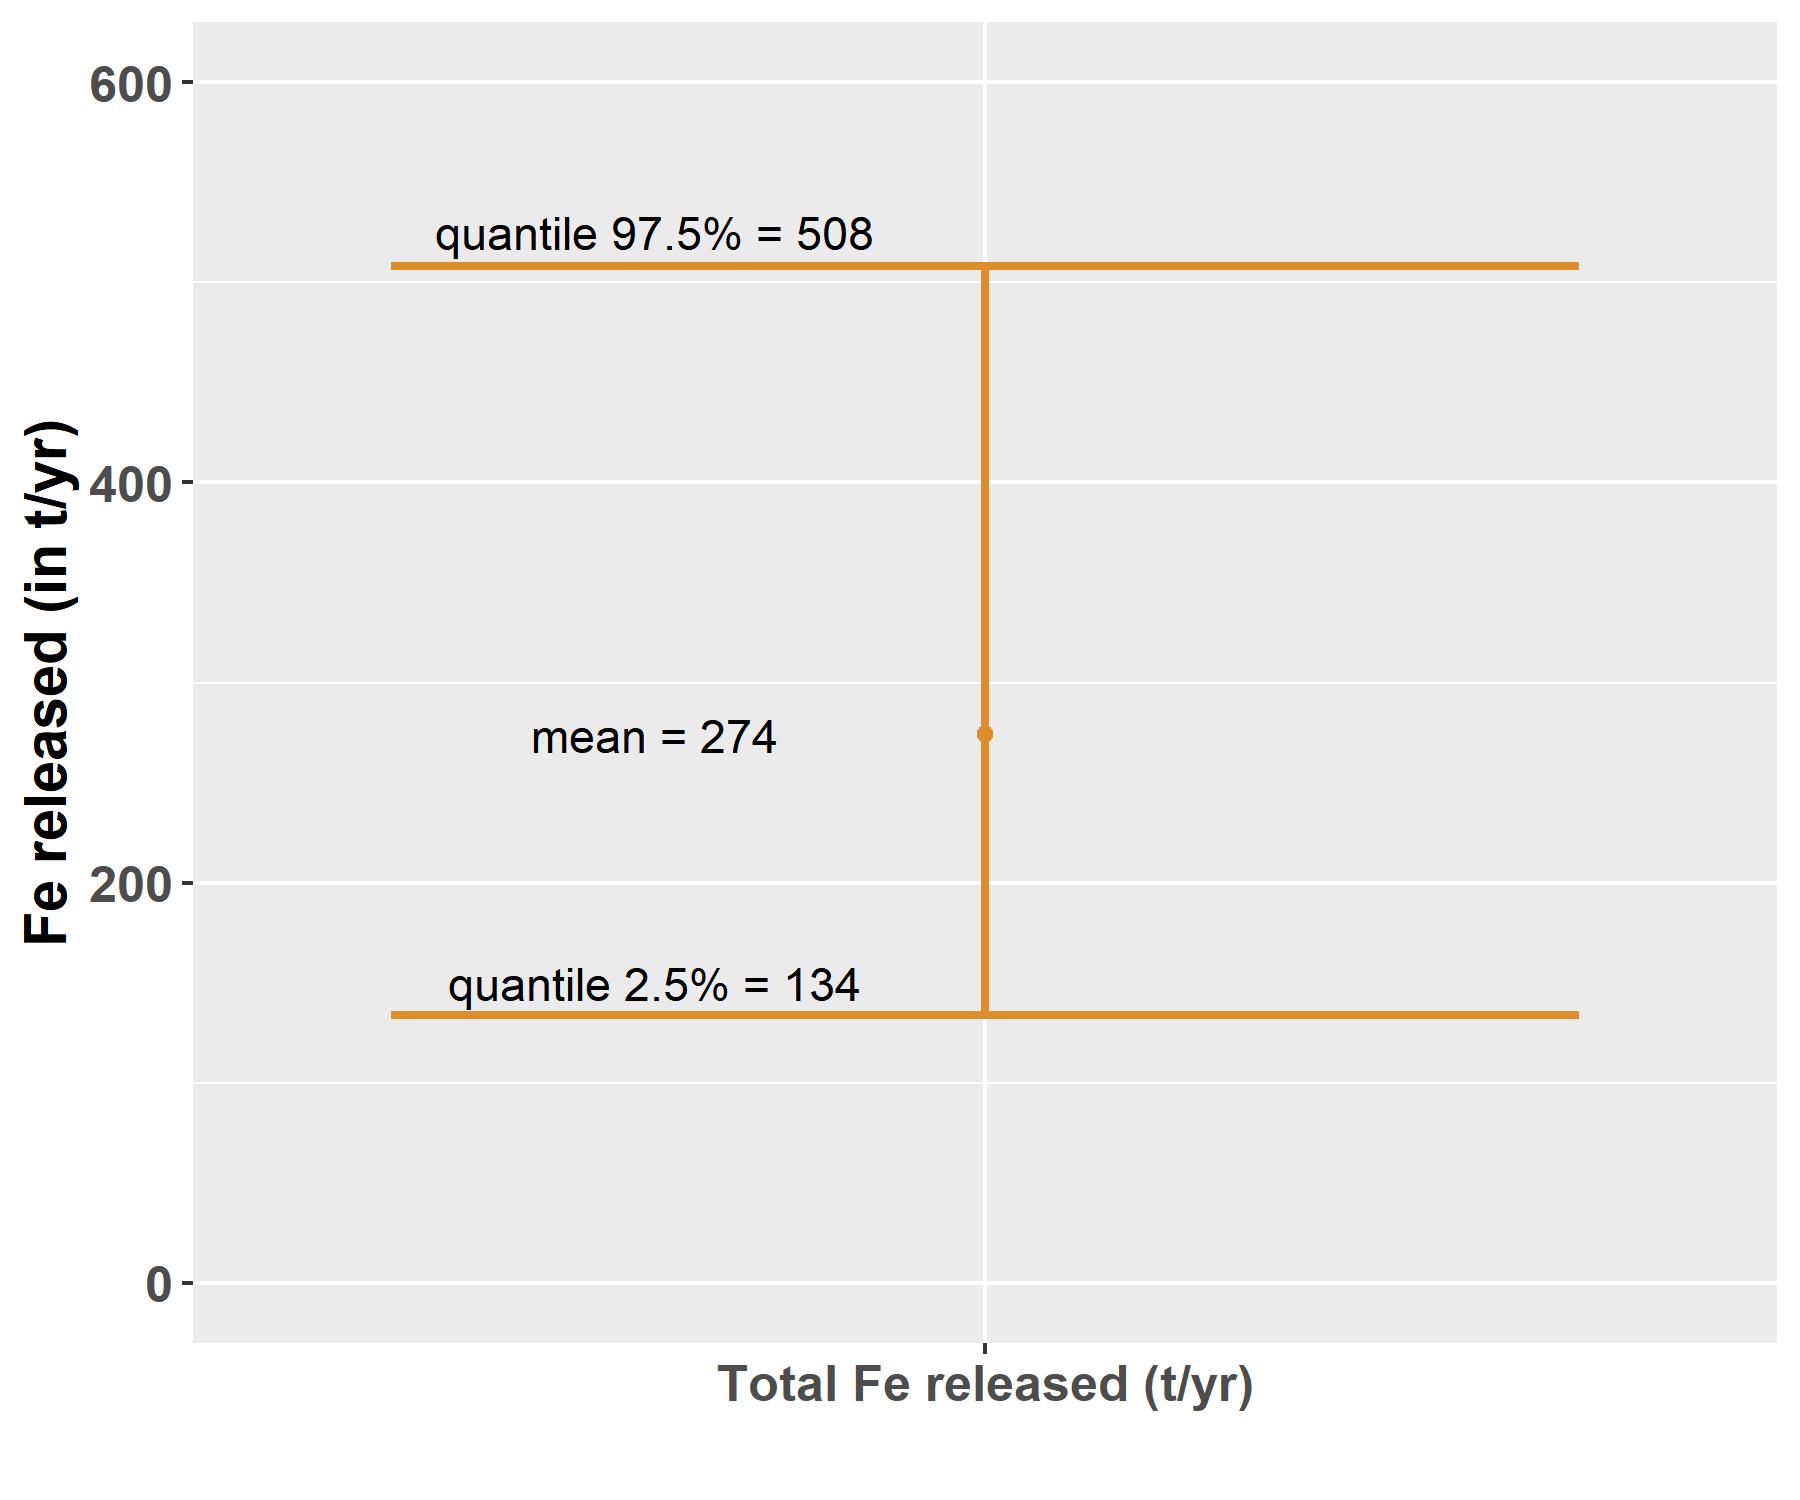 Fe released (in t/yr)
600
quantile 97.5% = 508
400
mean = 274
200
quantile 2.5% = 134
0
Total Fe released (t/yr)